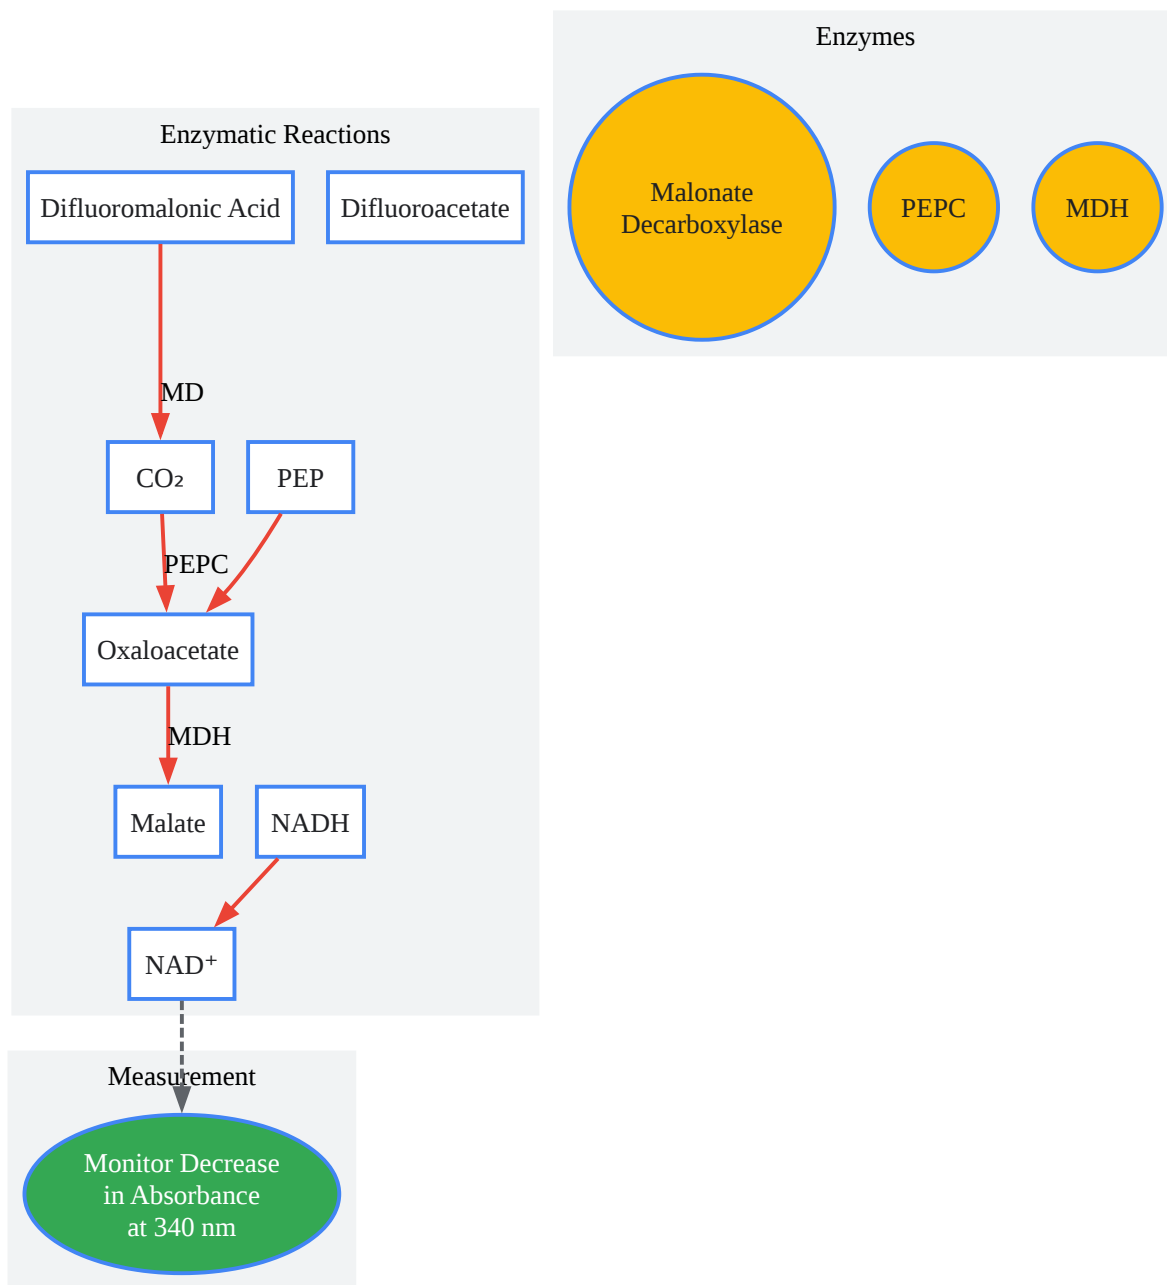 Enzymes
Malonate
Decarboxylase
PEPC
MDH
Enzymatic Reactions
Difluoromalonic Acid
Difluoroacetate
MD
CO₂
PEP
PEPC
Oxaloacetate
MDH
Malate
NADH
NAD⁺
Measurement
Monitor Decrease
in Absorbance
at 340 nm